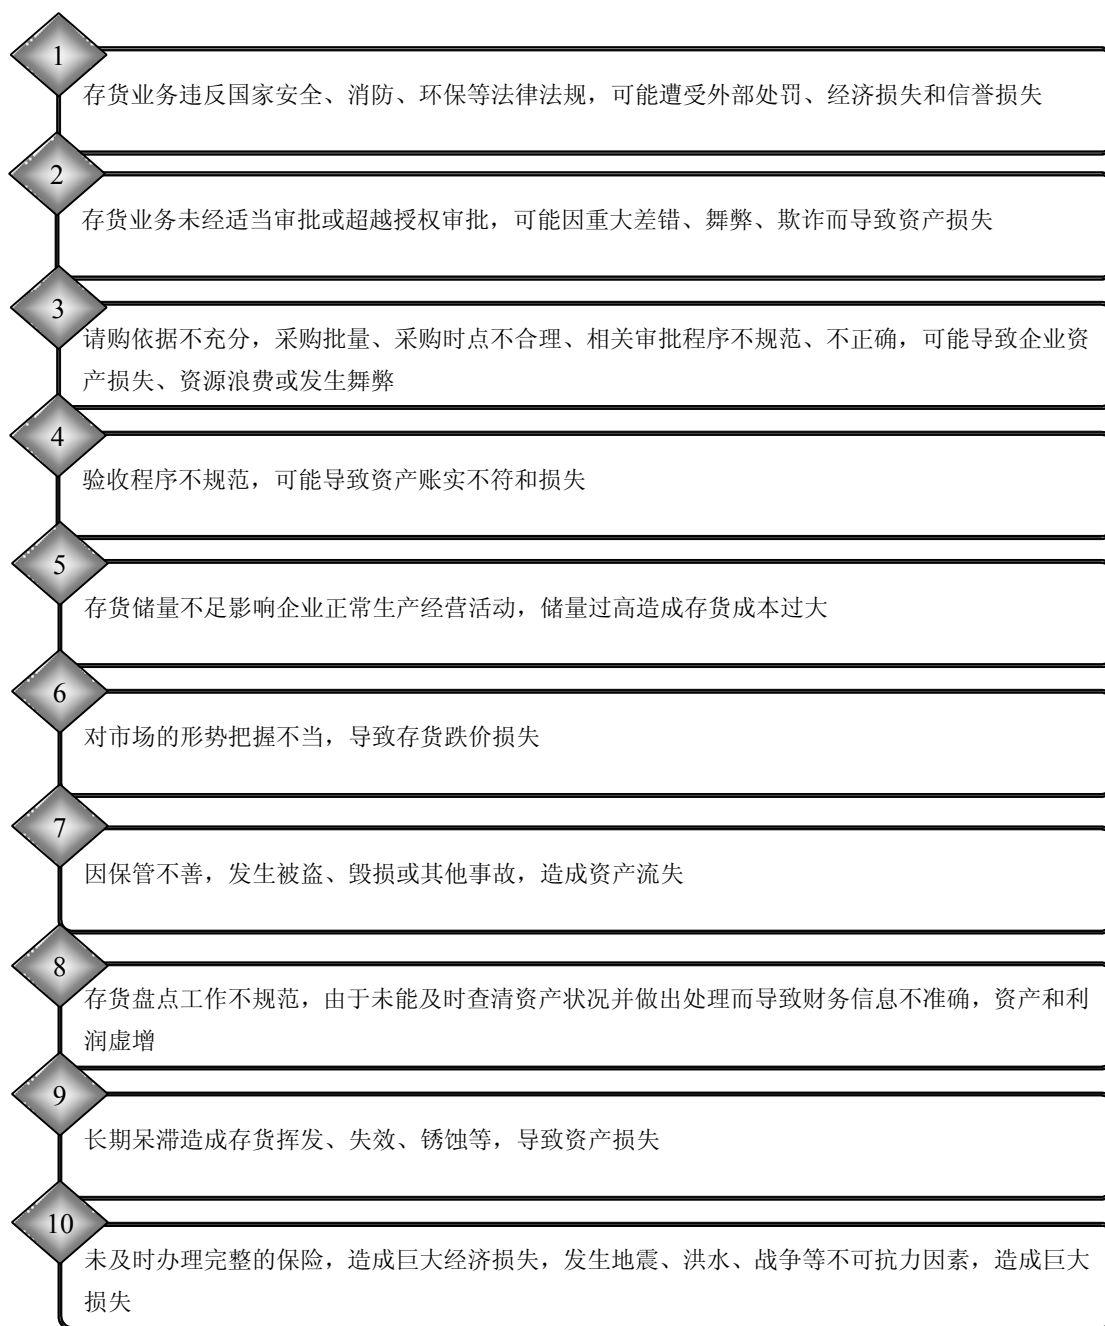 1
存货业务违反国家安全、消防、环保等法律法规，可能遭受外部处罚、经济损失和信誉损失
2
存货业务未经适当审批或超越授权审批，可能因重大差错、舞弊、欺诈而导致资产损失
3
请购依据不充分，采购批量、采购时点不合理、相关审批程序不规范、不正确，可能导致企业资
产损失、资源浪费或发生舞弊
4
验收程序不规范，可能导致资产账实不符和损失
5
存货储量不足影响企业正常生产经营活动，储量过高造成存货成本过大
6
对市场的形势把握不当，导致存货跌价损失
7
因保管不善，发生被盗、毁损或其他事故，造成资产流失
8
存货盘点工作不规范，由于未能及时查清资产状况并做出处理而导致财务信息不准确，资产和利
润虚增
9
长期呆滞造成存货挥发、失效、锈蚀等，导致资产损失
10
未及时办理完整的保险，造成巨大经济损失，发生地震、洪水、战争等不可抗力因素，造成巨大
损失